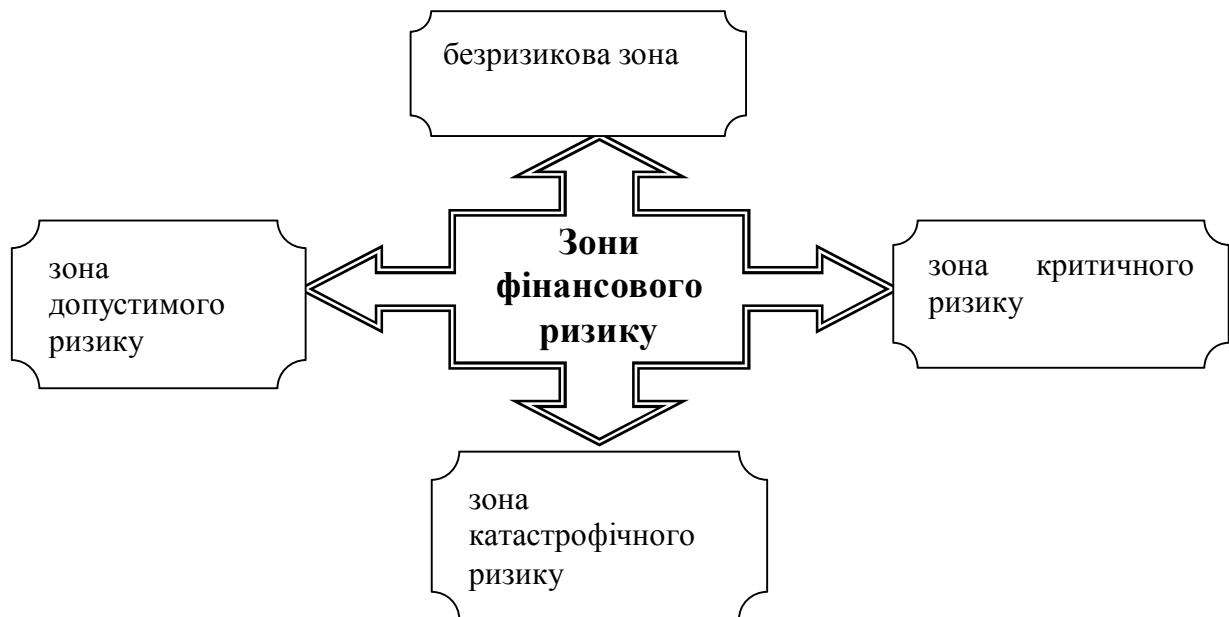 безризикова зона
зона
допустимого
ризику
Зони
фінансового
ризику
зона критичного
ризику
зона
катастрофічного
ризику